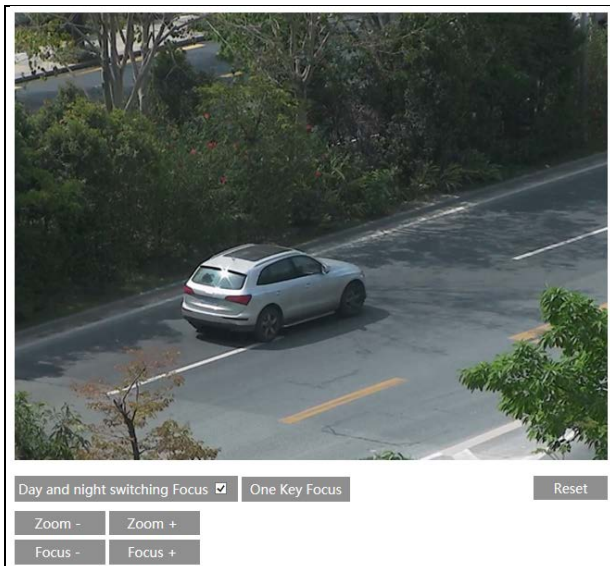 Day and night switching Focus One Key Focus Reset
Zoom - Zoom +
Focus - Focus +